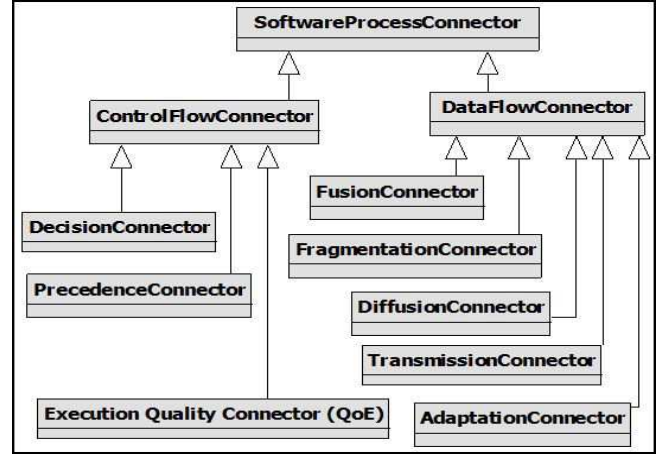 SoftwareProcessConnector
ControlFlowConnector
DataFlowConnector
FusionConnector
DecisionConnector
FragmentationConnector
PrecedenceConnector
DiffusionConnector
TransmissionConnector
Execution Quality Connector (QoE)
AdaptationConnector